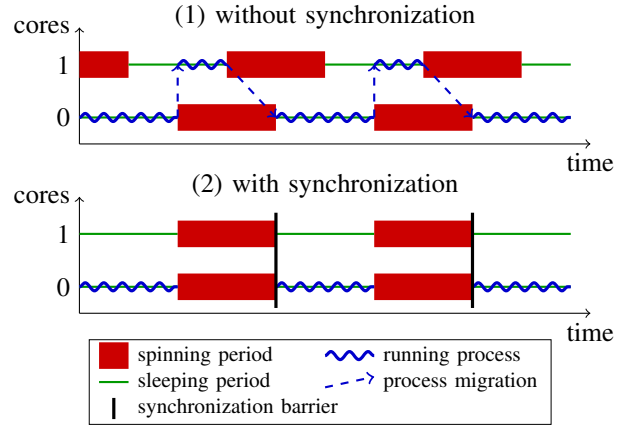 (1) without synchronization
cores
1
0
time
(2) with synchronization
cores
1
0
time
spinning period
running process
sleeping period
process migration
synchronization barrier